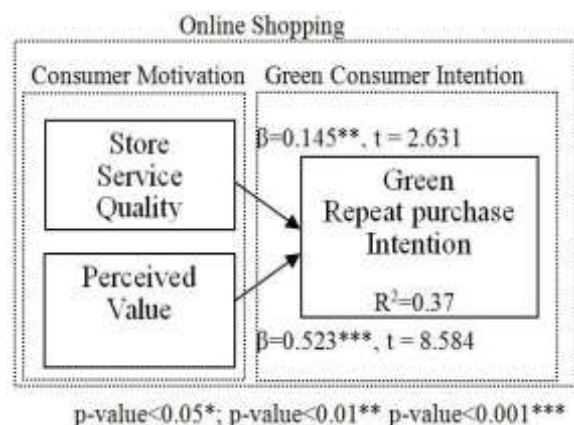 Online Shopping
Consumer Motivation
Green Consumer Intention
Store
Service
Quality
Perceived
Value
β=0.145**, t = 2.631
Green
Repeat purchase
Intention
R²=0.37
β=0.523***, t = 8.584
p-value<0.05*; p-value<0.01** p-value<0.001***